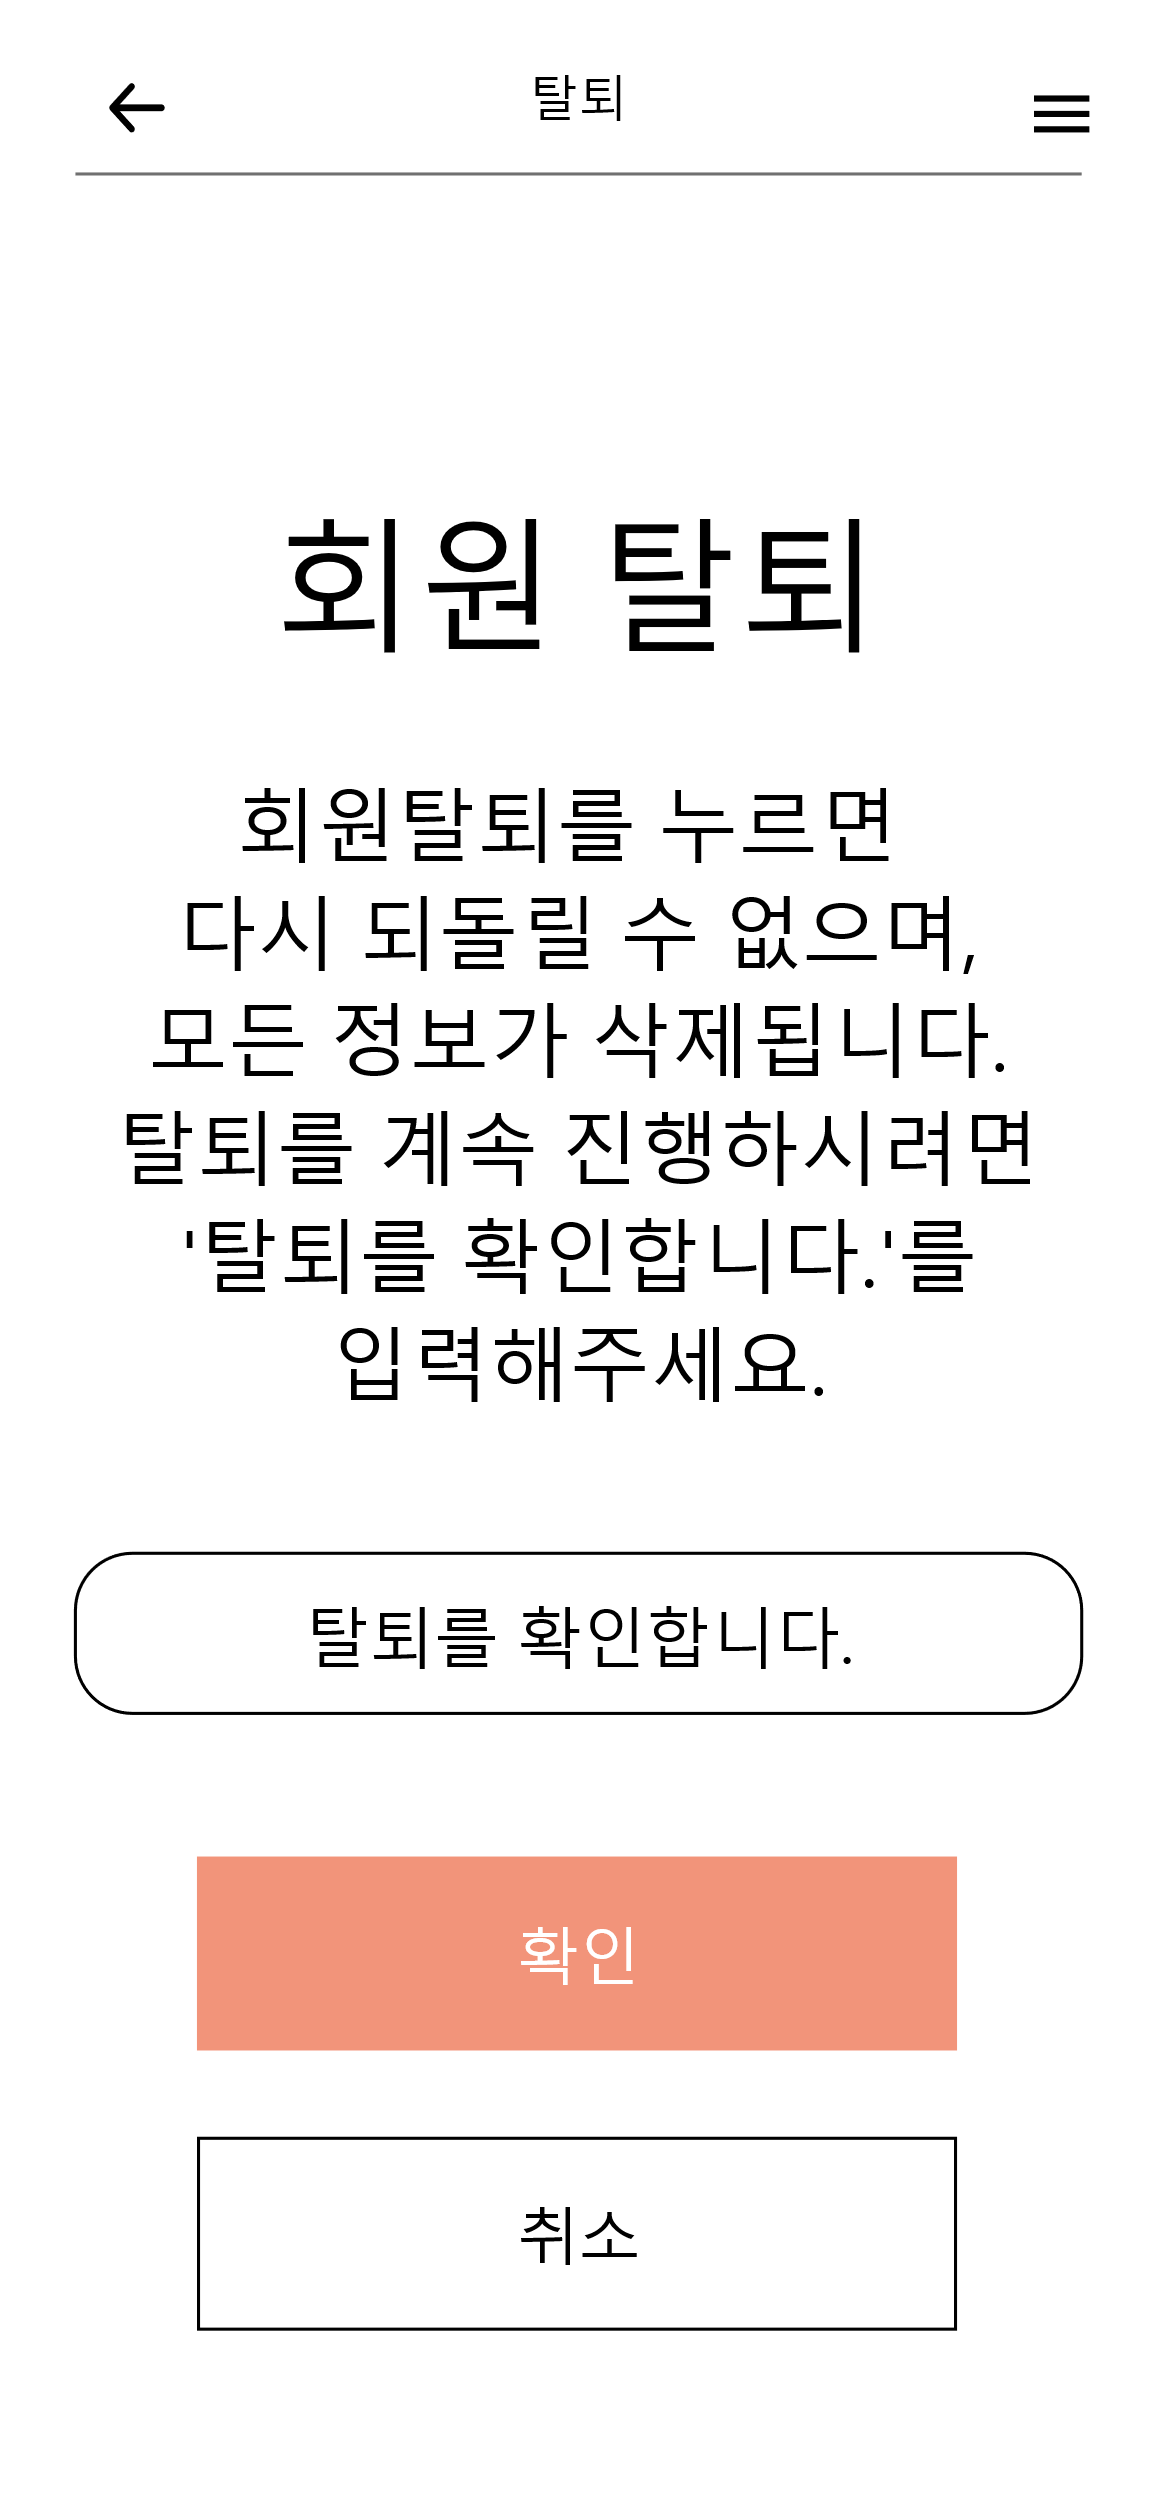 탈퇴
회원 탈퇴
회원탈퇴를 누르면
다시 되돌릴 수 없으며,
모든 정보가 삭제됩니다.
탈퇴를 계속 진행하시려면
'탈퇴를 확인합니다.'를
입력해주세요.
탈퇴를 확인합니다.
확인
취소